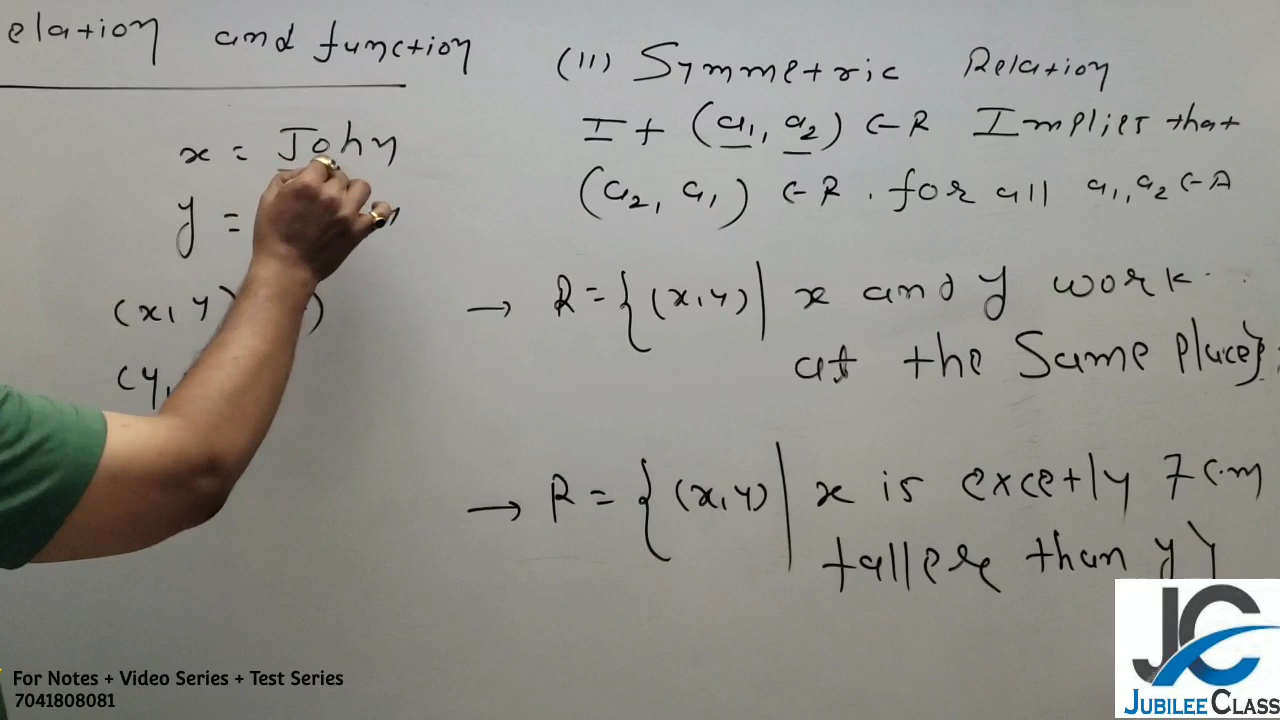 elation and function
x = John
y =
(x, y) )
(y,
(11) Symmetric Relation
If (a1, a2) ∈ R Implies that
(a2, a1) ∈ R . for all a1, a2 ∈ A
→ R = {(x, y) | x and y work
at the Same place};
→ R = {(x, y) | x is excetly 7 cm
taller than y}
For Notes + Video Series + Test Series
7041808081
JC
JUBILEE CLASS